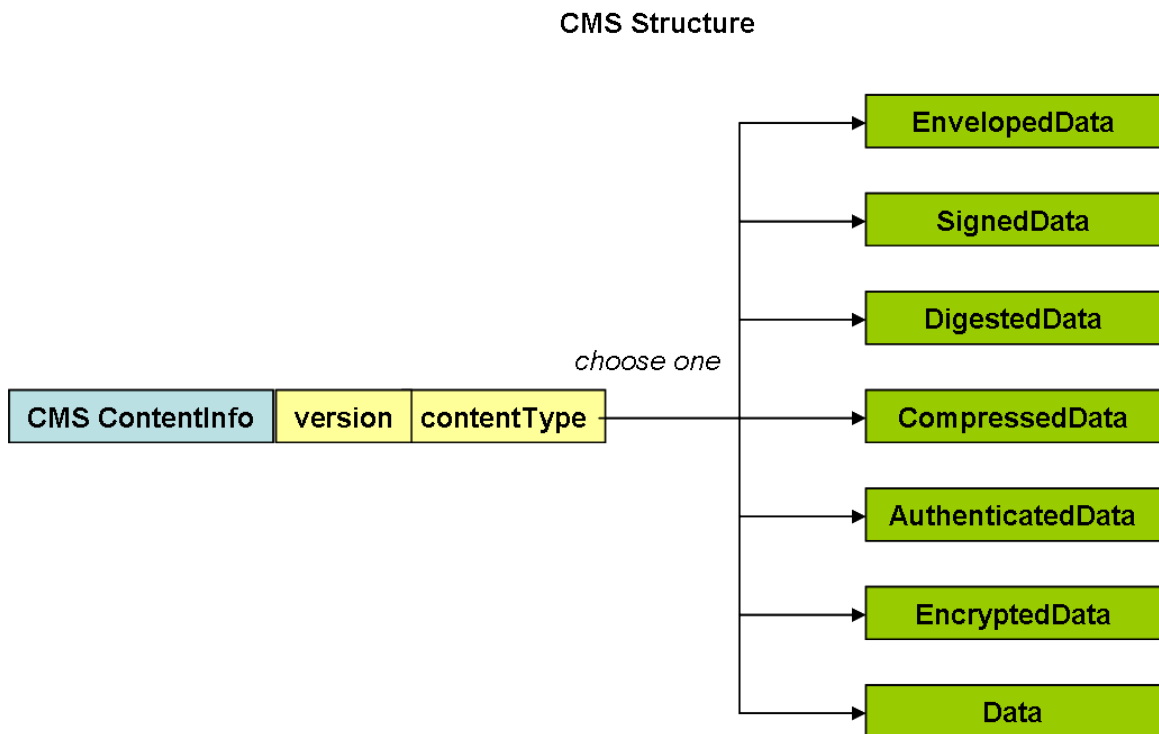 CMS Structure
EnvelopedData
SignedData
DigestedData
choose one
CMS ContentInfo version contentType
CompressedData
AuthenticatedData
EncryptedData
Data